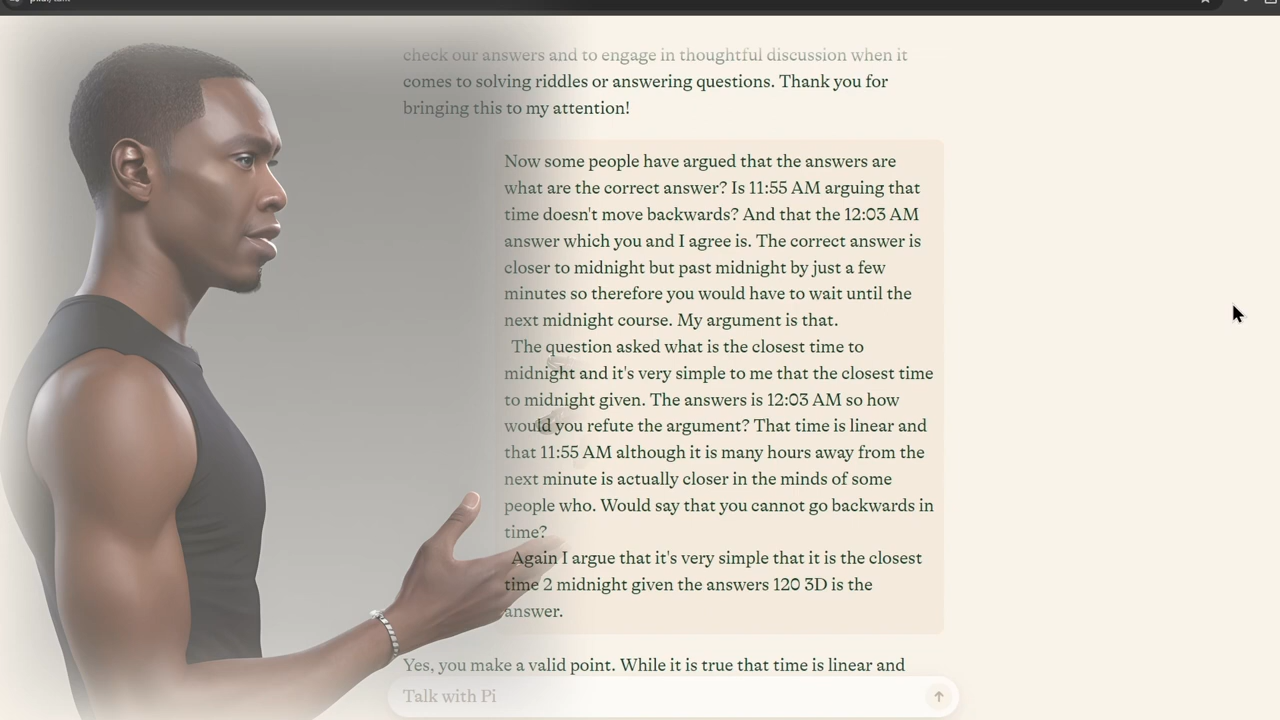 check our answers and to engage in thoughtful discussion when it
comes to solving riddles or answering questions. Thank you for
bringing this to my attention!
Now some people have argued that the answers are
what are the correct answer? Is 11:55 AM arguing that
time doesn't move backwards? And that the 12:03 AM
answer which you and I agree is. The correct answer is
closer to midnight but past midnight by just a few
minutes so therefore you would have to wait until the
next midnight course. My argument is that.
The question asked what is the closest time to
midnight and it's very simple to me that the closest time
to midnight given. The answers is 12:03 AM so how
would you refute the argument? That time is linear and
that 11:55 AM although it is many hours away from the
next minute is actually closer in the minds of some
people who. Would say that you cannot go backwards in
time?
Again I argue that it's very simple that it is the closest
time 2 midnight given the answers 120 3D is the
answer.
Yes, you make a valid point. While it is true that time is linear and
Talk with Pi